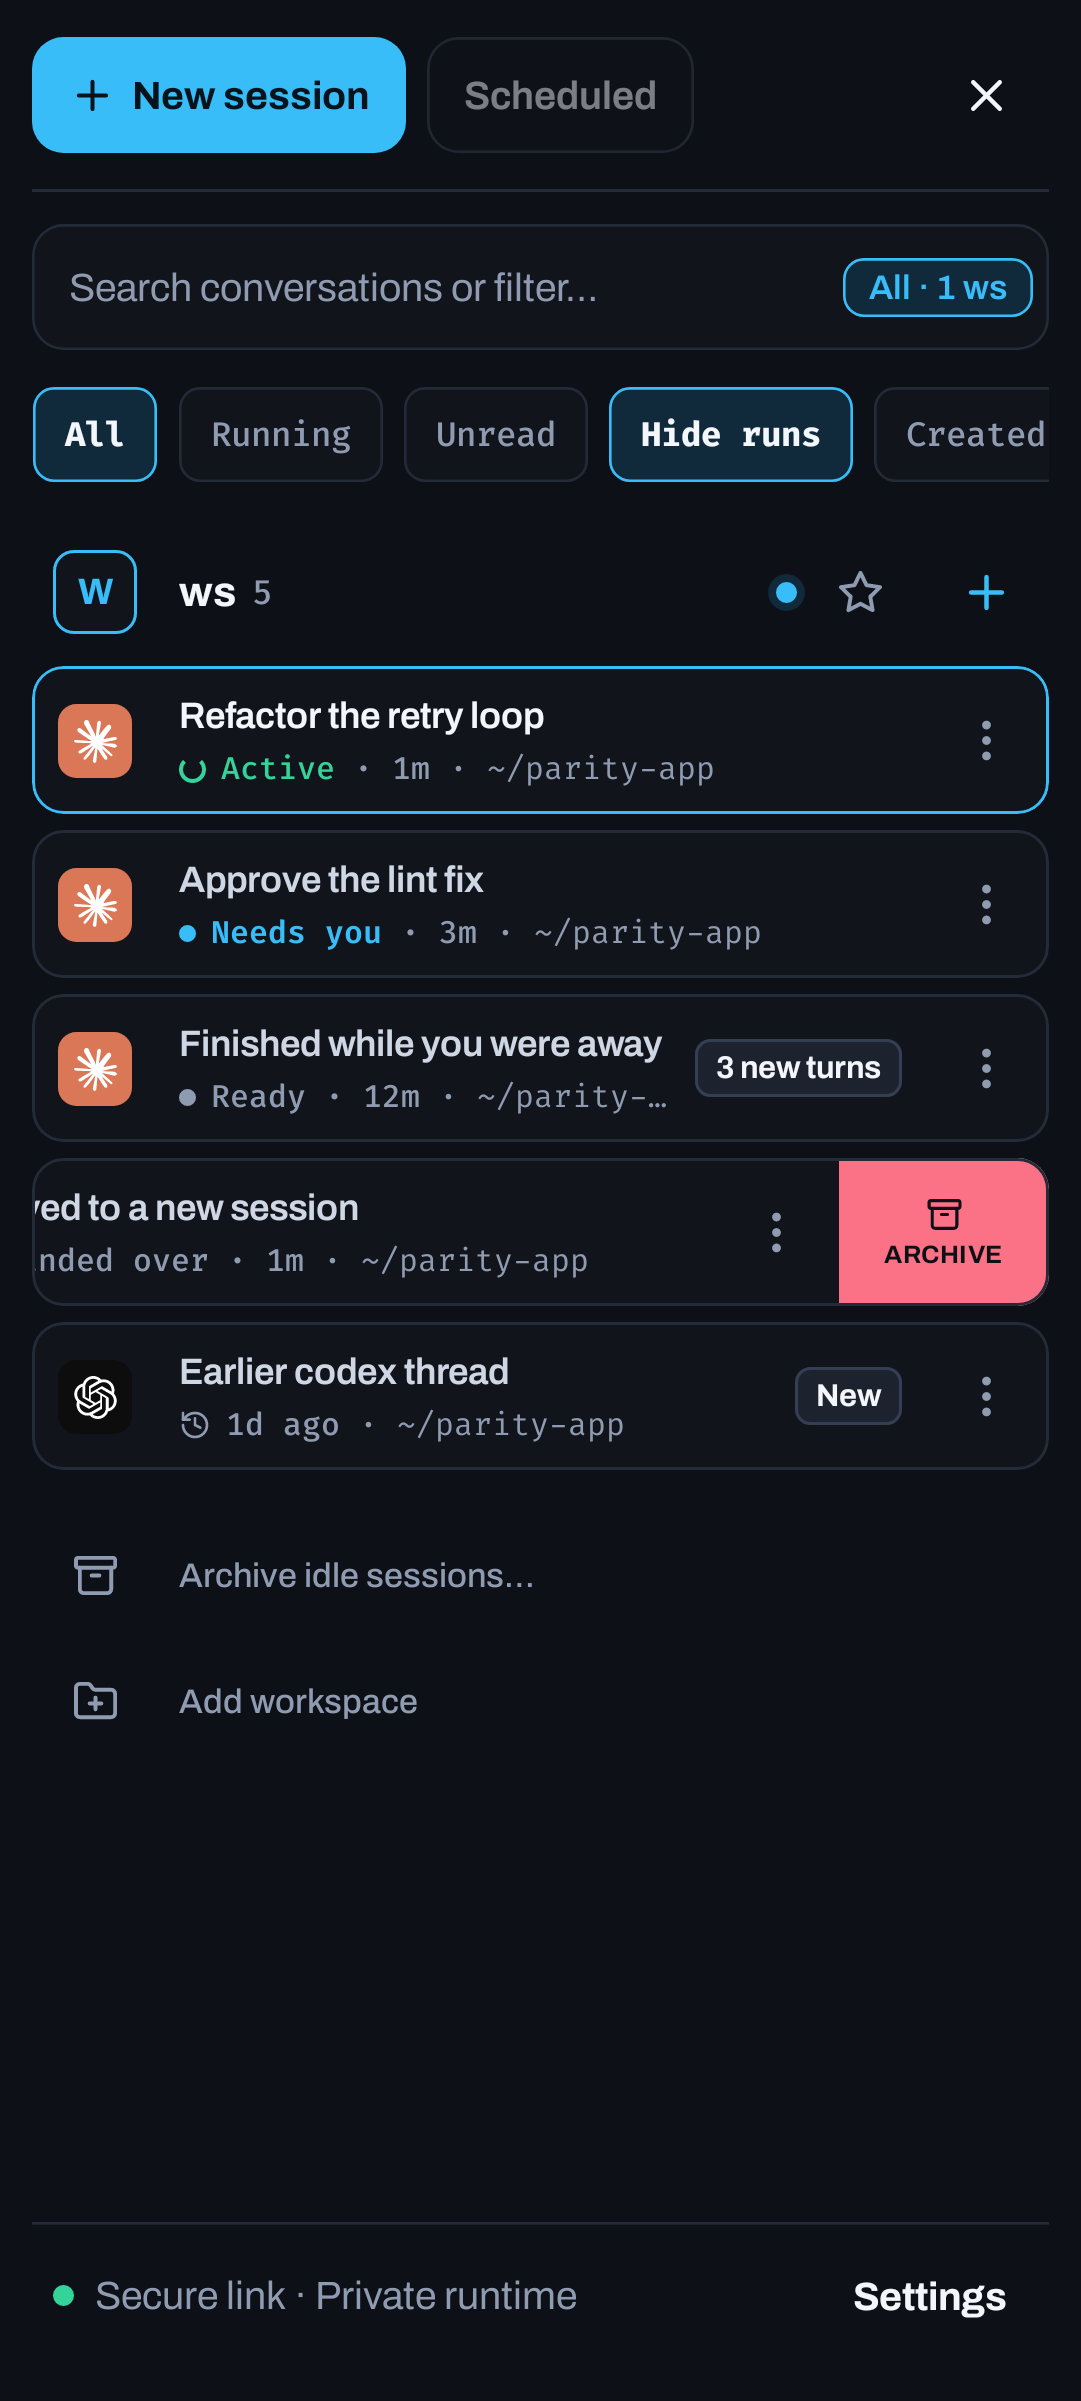 New session
Scheduled
Search conversations or filter...
All · 1 ws
All
Running
Unread
Hide runs
Created
W
ws 5
Refactor the retry loop
Active · 1m · ~/parity-app
Approve the lint fix
Needs you · 3m · ~/parity-app
Finished while you were away
3 new turns
Ready · 12m · ~/parity-…
ved to a new session
nded over · 1m · ~/parity-app
ARCHIVE
Earlier codex thread
New
1d ago · ~/parity-app
Archive idle sessions...
Add workspace
Secure link · Private runtime
Settings